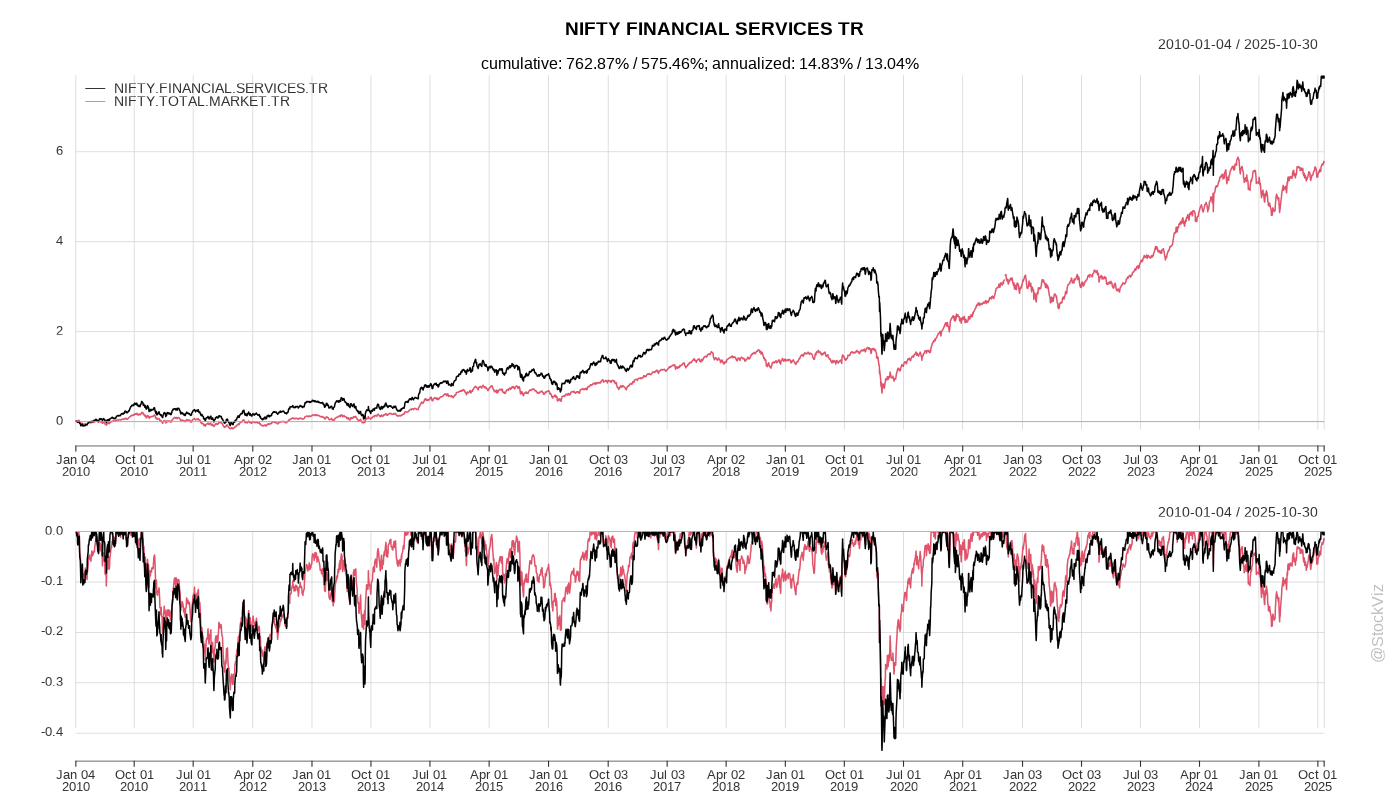 NIFTY FINANCIAL SERVICES TR
2010-01-04 / 2025-10-30
cumulative: 762.87% / 575.46%; annualized: 14.83% / 13.04%
NIFTY.FINANCIAL.SERVICES.TR
NIFTY.TOTAL.MARKET.TR
6
4
2
0
Jan 04 Oct 01 Jul 01 Apr 02 Jan 01 Oct 01 Jul 01 Apr 01 Jan 01 Oct 03 Jul 03 Apr 02 Jan 01 Oct 01 Jul 01 Apr 01 Jan 03 Oct 03 Jul 03 Apr 01 Jan 01 Oct 01
2010 2010 2011 2012 2013 2013 2014 2015 2016 2016 2017 2018 2019 2019 2020 2021 2022 2022 2023 2024 2025 2025
2010-01-04 / 2025-10-30
0.0
-0.1
-0.2
-0.3
-0.4
Jan 04 Oct 01 Jul 01 Apr 02 Jan 01 Oct 01 Jul 01 Apr 01 Jan 01 Oct 03 Jul 03 Apr 02 Jan 01 Oct 01 Jul 01 Apr 01 Jan 03 Oct 03 Jul 03 Apr 01 Jan 01 Oct 01
2010 2010 2011 2012 2013 2013 2014 2015 2016 2016 2017 2018 2019 2019 2020 2021 2022 2022 2023 2024 2025 2025
@StockViz